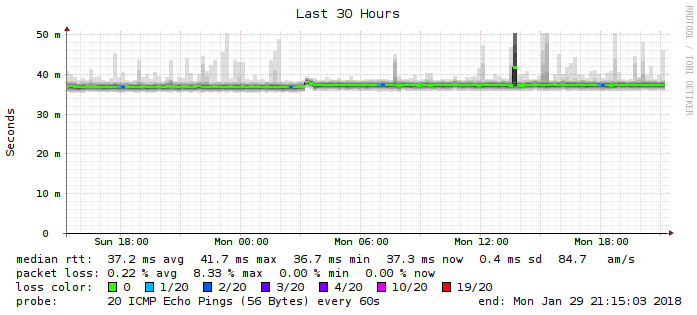 Last 30 Hours
RRDTOOL / TOBI OETIKER
Seconds
50 m
40 m
30 m
20 m
10 m
0
Sun 18:00 Mon 00:00 Mon 06:00 Mon 12:00 Mon 18:00
median rtt: 37.2 ms avg 41.7 ms max 36.7 ms min 37.3 ms now 0.4 ms sd 84.7 am/s
packet loss: 0.22 % avg 8.33 % max 0.00 % min 0.00 % now
loss color: 0 1/20 2/20 3/20 4/20 10/20 19/20
probe: 20 ICMP Echo Pings (56 Bytes) every 60s end: Mon Jan 29 21:15:03 2018